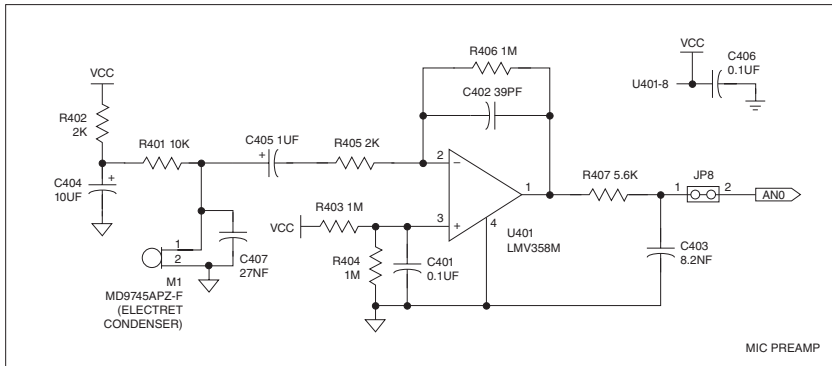 R406 1M
VCC
C406
0.1UF
U401-8
VCC
C402 39PF
R402
2K
R401 10K
C405 1UF
R405 2K
+
2
−
1
R407 5.6K
JP8
1
2
AN0
C404
10UF
+
R403 1M
3
+
VCC
4
U401
LMV358M
C403
8.2NF
1
2
C407
27NF
R404
1M
C401
0.1UF
M1
MD9745APZ-F
(ELECTRET
CONDENSER)
MIC PREAMP